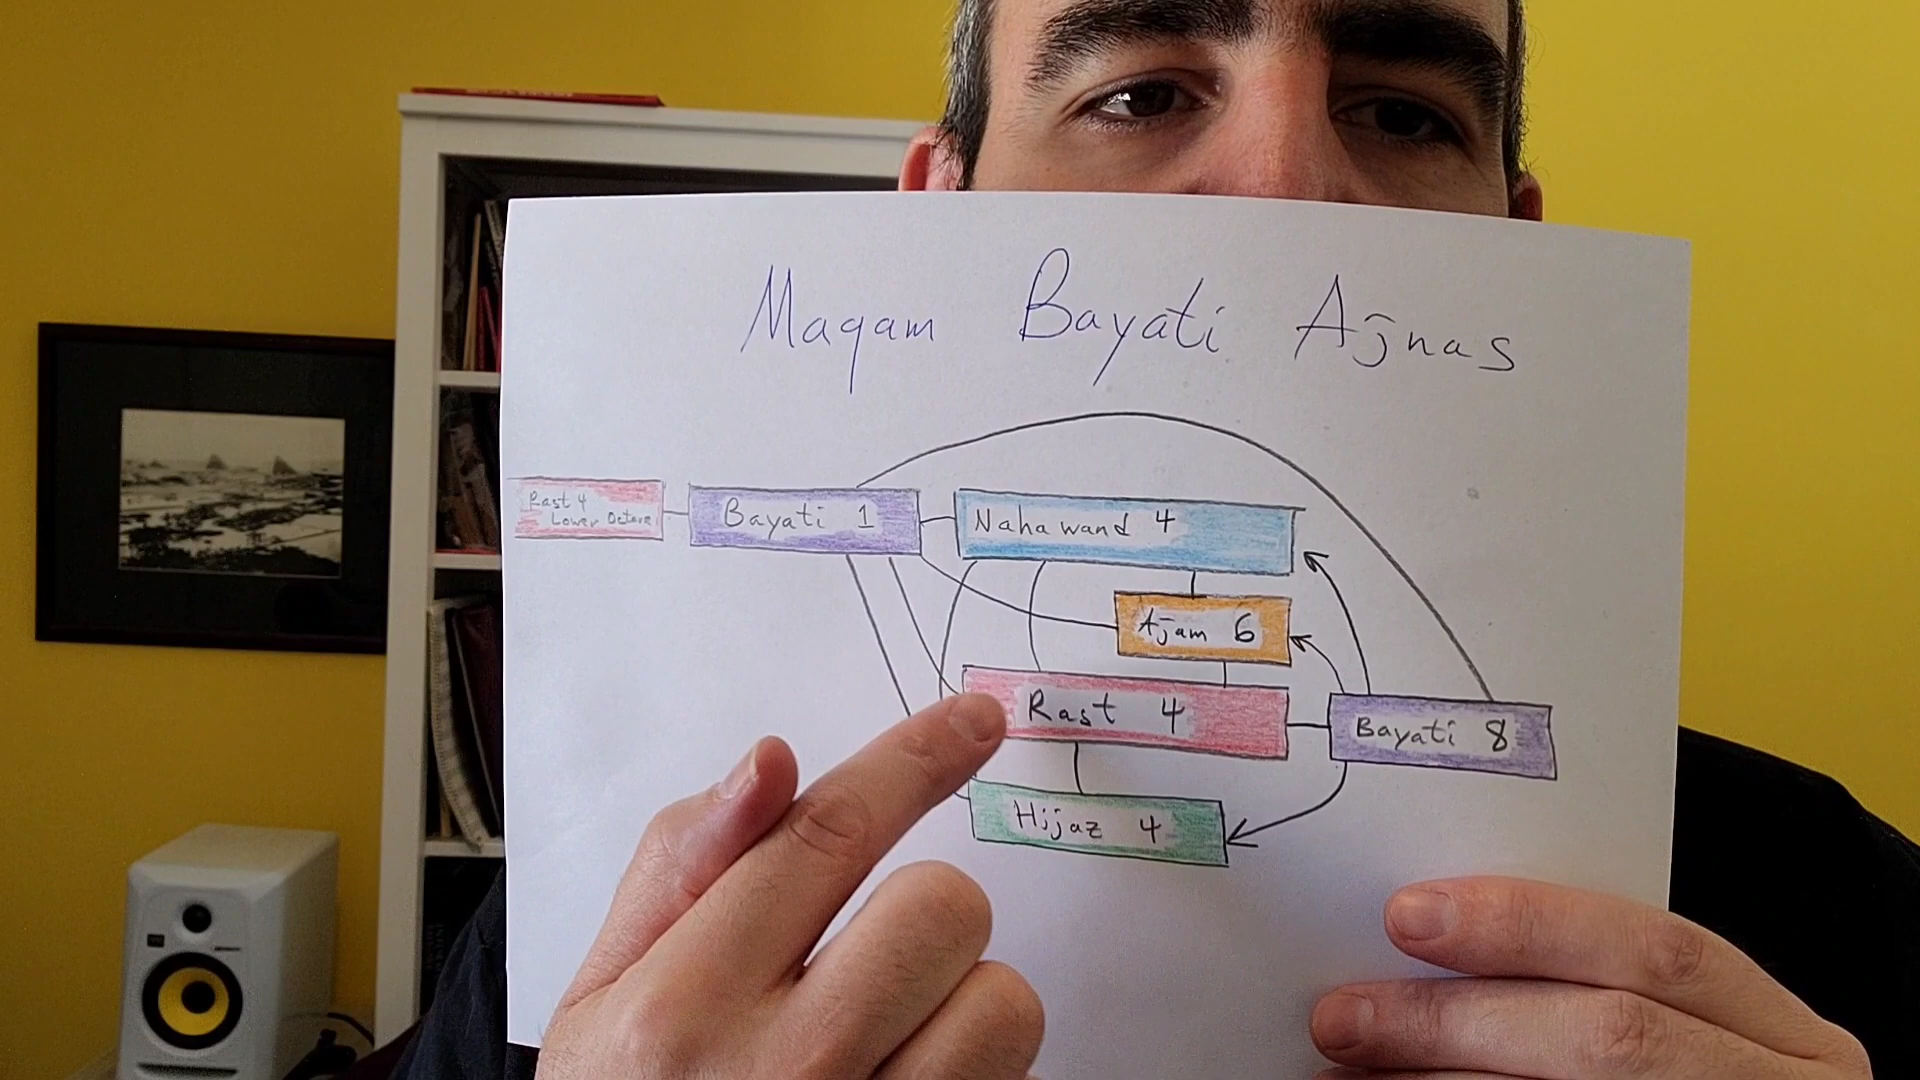 Maqam Bayati Ajnas
Rast 4
Lower Octave
Bayati 1
Nahawand 4
Ajam 6
Rast 4
Bayati 8
Hijaz 4